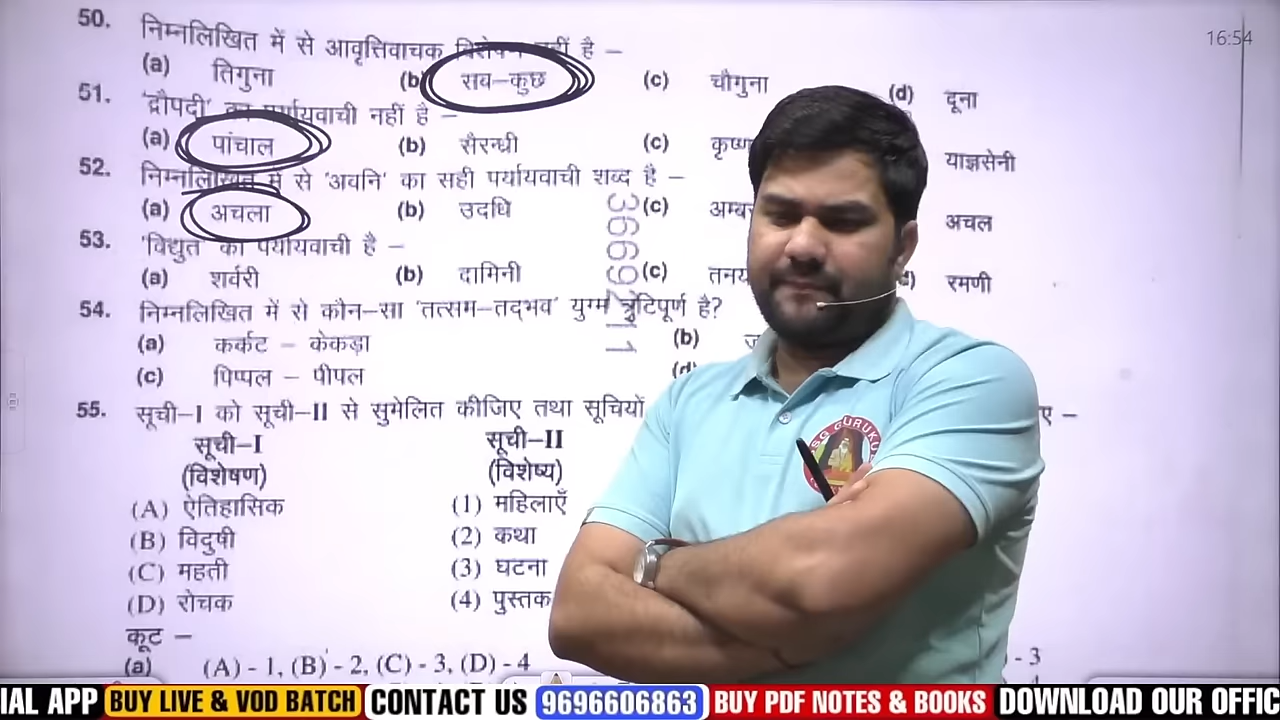 50. निम्नलिखित में से आवृत्तिवाचक विशेषण नहीं है –
16:54
(a) तिगुना (b) सब–कुछ (c) चौगुना (d) दूना
51. 'द्रौपदी' का पर्यायवाची नहीं है –
(a) पांचाल (b) सैरन्ध्री (c) याज्ञसेनी
52. निम्नलिखित में से 'अवनि' का सही पर्यायवाची शब्द है –
(a) अचला (b) उदधि (c) अचल
53. 'विद्युत' का पर्यायवाची है –
(a) शर्वरी (b) दामिनी (c) रमणी
54. निम्नलिखित में रो कौन–सा 'तत्सम–तद्भव' युग्म त्रुटिपूर्ण है?
(a) कर्कट – केकड़ा (b)
(c) पिप्पल – पीपल
55. सूची–I को सूची–II से सुमेलित कीजिए तथा सूचियों ए –
सूची–I सूची–II
(विशेषण) (विशेष्य)
(A) ऐतिहासिक (1) महिलाएँ
(B) विदुषी (2) कथा
(C) महती (3) घटना
(D) रोचक (4) पुस्तक
कूट –
(a) (A) - 1, (B) - 2, (C) - 3, (D) - 4 - 3
SG GURUKUL
IAL APP BUY LIVE & VOD BATCH CONTACT US 9696606863 BUY PDF NOTES & BOOKS DOWNLOAD OUR OFFIC